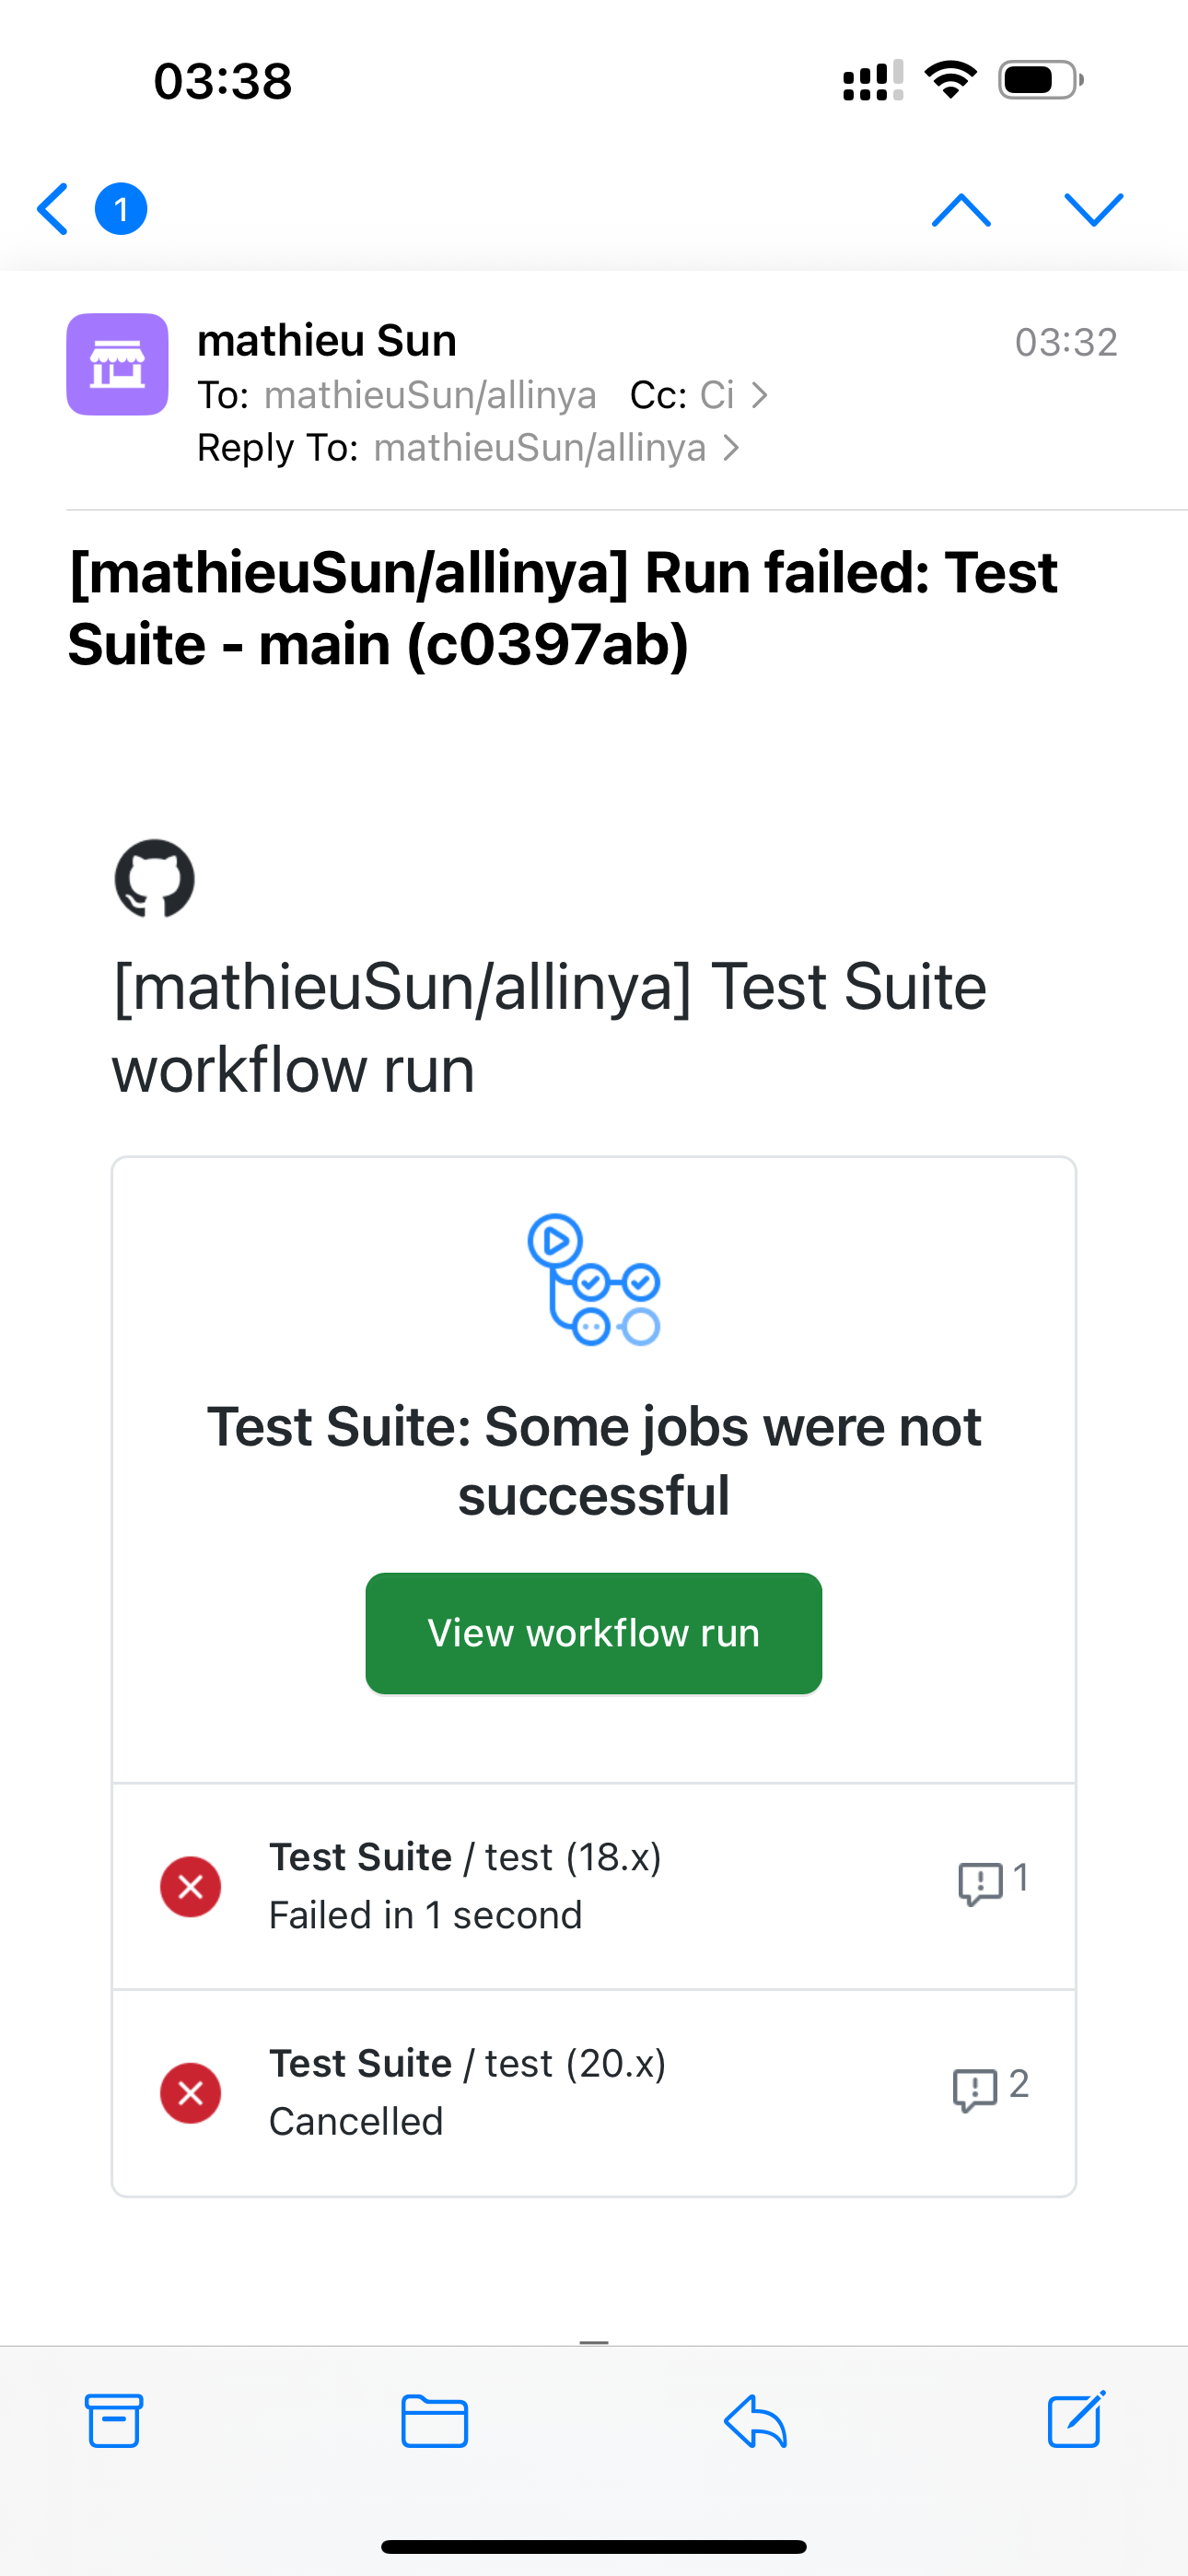 03:38
1
mathieu Sun
03:32
To: mathieuSun/allinya Cc: Ci
Reply To: mathieuSun/allinya
[mathieuSun/allinya] Run failed: Test
Suite - main (c0397ab)
[mathieuSun/allinya] Test Suite
workflow run
Test Suite: Some jobs were not
successful
View workflow run
Test Suite / test (18.x)
Failed in 1 second
1
Test Suite / test (20.x)
Cancelled
2